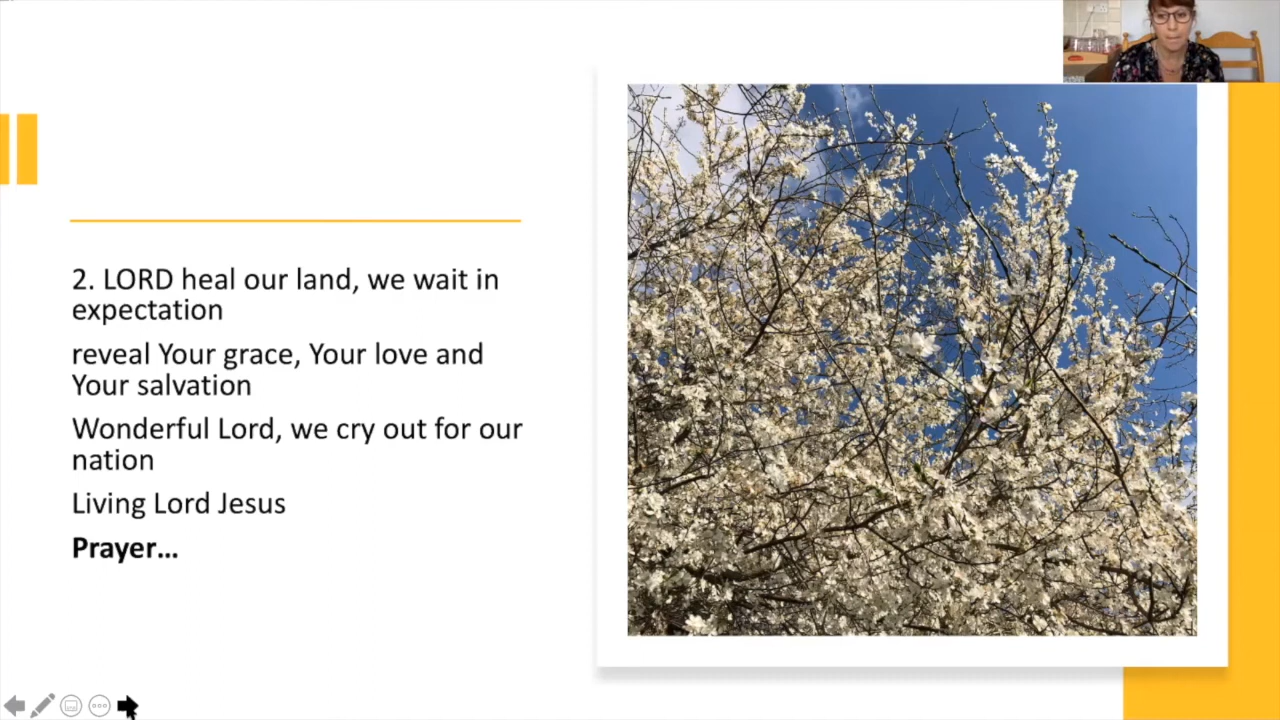 2. LORD heal our land, we wait in
expectation
reveal Your grace, Your love and
Your salvation
Wonderful Lord, we cry out for our
nation
Living Lord Jesus
Prayer…